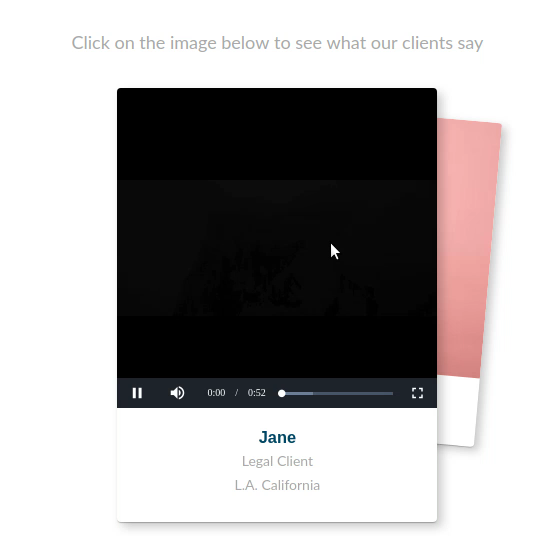 Click on the image below to see what our clients say
0:00 / 0:52
Jane
Legal Client
L.A. California